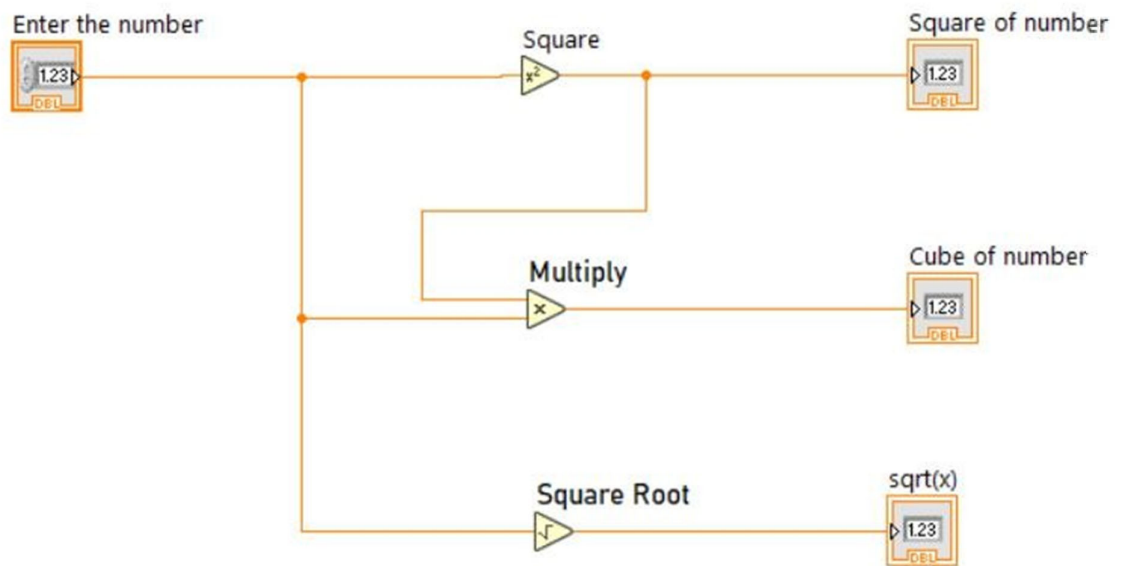 Enter the number
1.23
DBL
Square
x²
Square of number
1.23
DBL
Multiply
×
Cube of number
1.23
DBL
Square Root
√
sqrt(x)
1.23
DBL